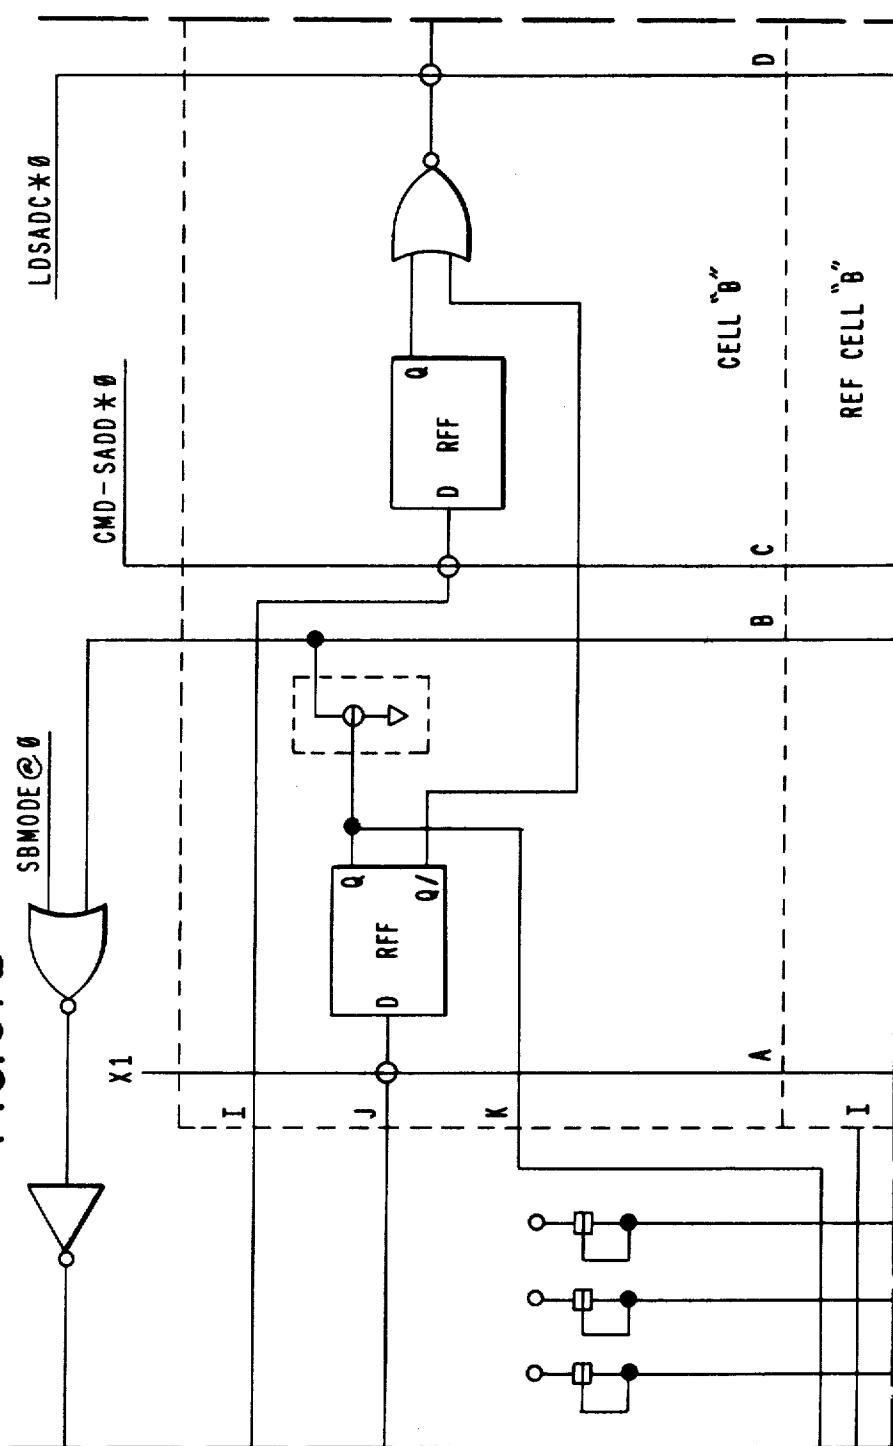 LDSADC*0
D
CELL "B"
REF CELL "B"
Q
RFF
D
CMD-SADD*0
C
B
SBMODE@0
Q
Q/
RFF
D
X1
A
I
J
K
I